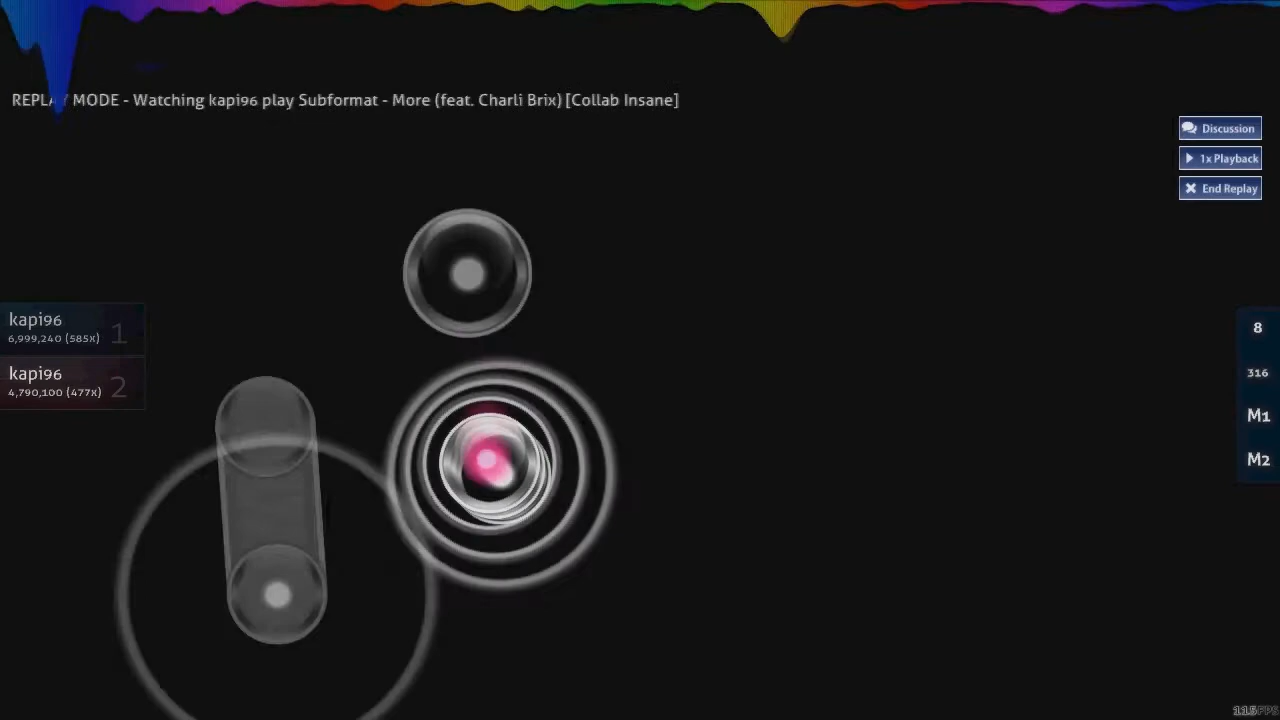 REPLAY MODE - Watching kapi96 play Subformat - More (feat. Charli Brix) [Collab Insane]
Discussion
1x Playback
End Replay
kapi96
6,999,240 (585x)
1
kapi96
4,790,100 (477x)
2
8
316
M1
M2
115FPS